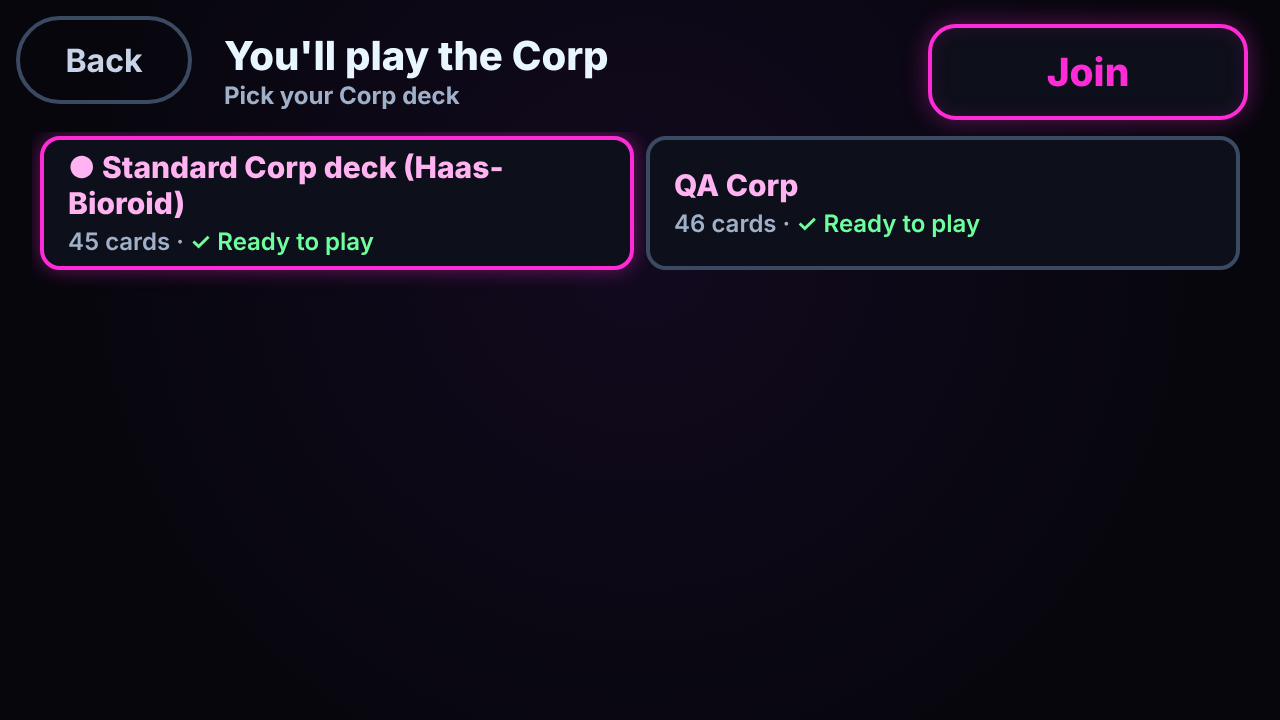 Back
You'll play the Corp
Pick your Corp deck
Join
● Standard Corp deck (Haas-
Bioroid)
45 cards · ✓ Ready to play
QA Corp
46 cards · ✓ Ready to play